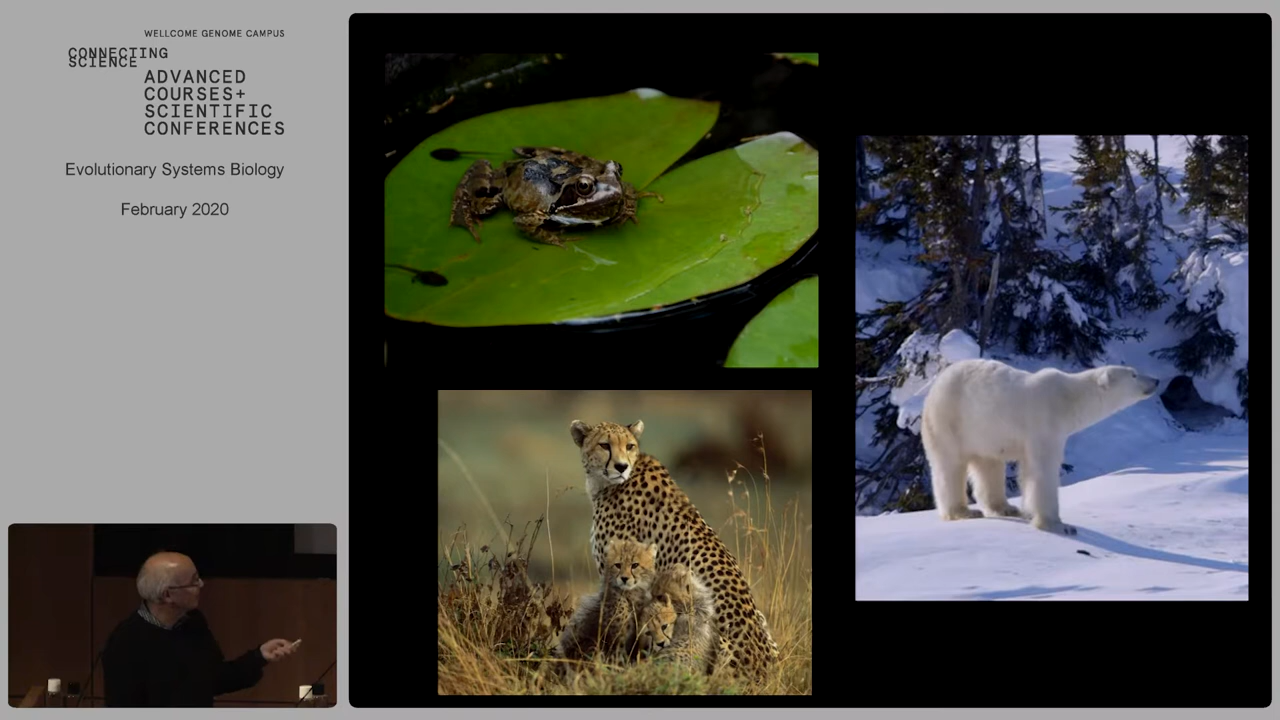 WELLCOME GENOME CAMPUS
CONNECTING
SCIENCE
ADVANCED
COURSES+
SCIENTIFIC
CONFERENCES
Evolutionary Systems Biology
February 2020